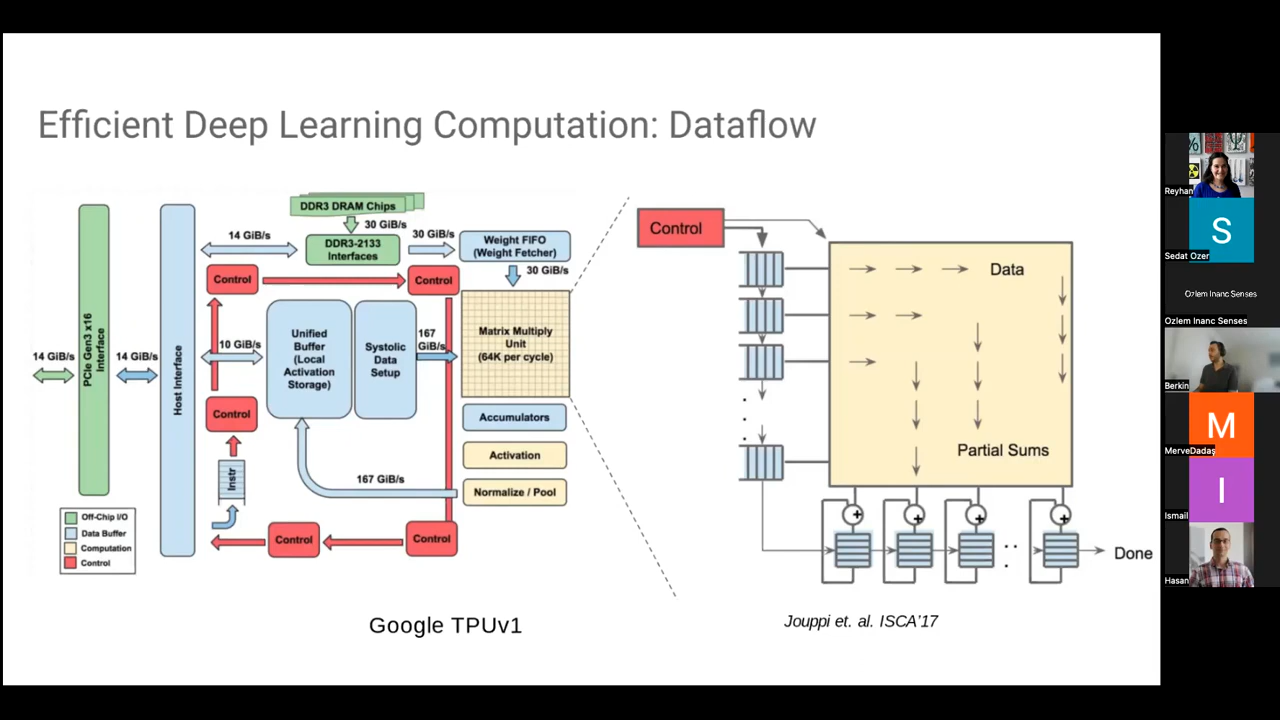 Efficient Deep Learning Computation: Dataflow
DDR3 DRAM Chips
30 GiB/s
14 GiB/s
DDR3-2133
Interfaces
30 GiB/s
Weight FIFO
(Weight Fetcher)
30 GiB/s
Control
Control
PCIe Gen3 x16
Interface
Host Interface
14 GiB/s
14 GiB/s
10 GiB/s
Unified
Buffer
(Local
Activation
Storage)
Systolic
Data
Setup
167
GiB/s
Matrix Multiply
Unit
(64K per cycle)
Control
Accumulators
Activation
Instr
167 GiB/s
Normalize / Pool
Control
Control
Off-Chip I/O
Data Buffer
Computation
Control
Google TPUv1
Control
Data
Partial Sums
+
+
+
+
Done
Jouppi et. al. ISCA'17
Reyhan
S
Sedat Ozer
Ozlem Inanc Senses
Ozlem Inanc Senses
Berkin
M
MerveDadaş
I
Ismail
Hasan